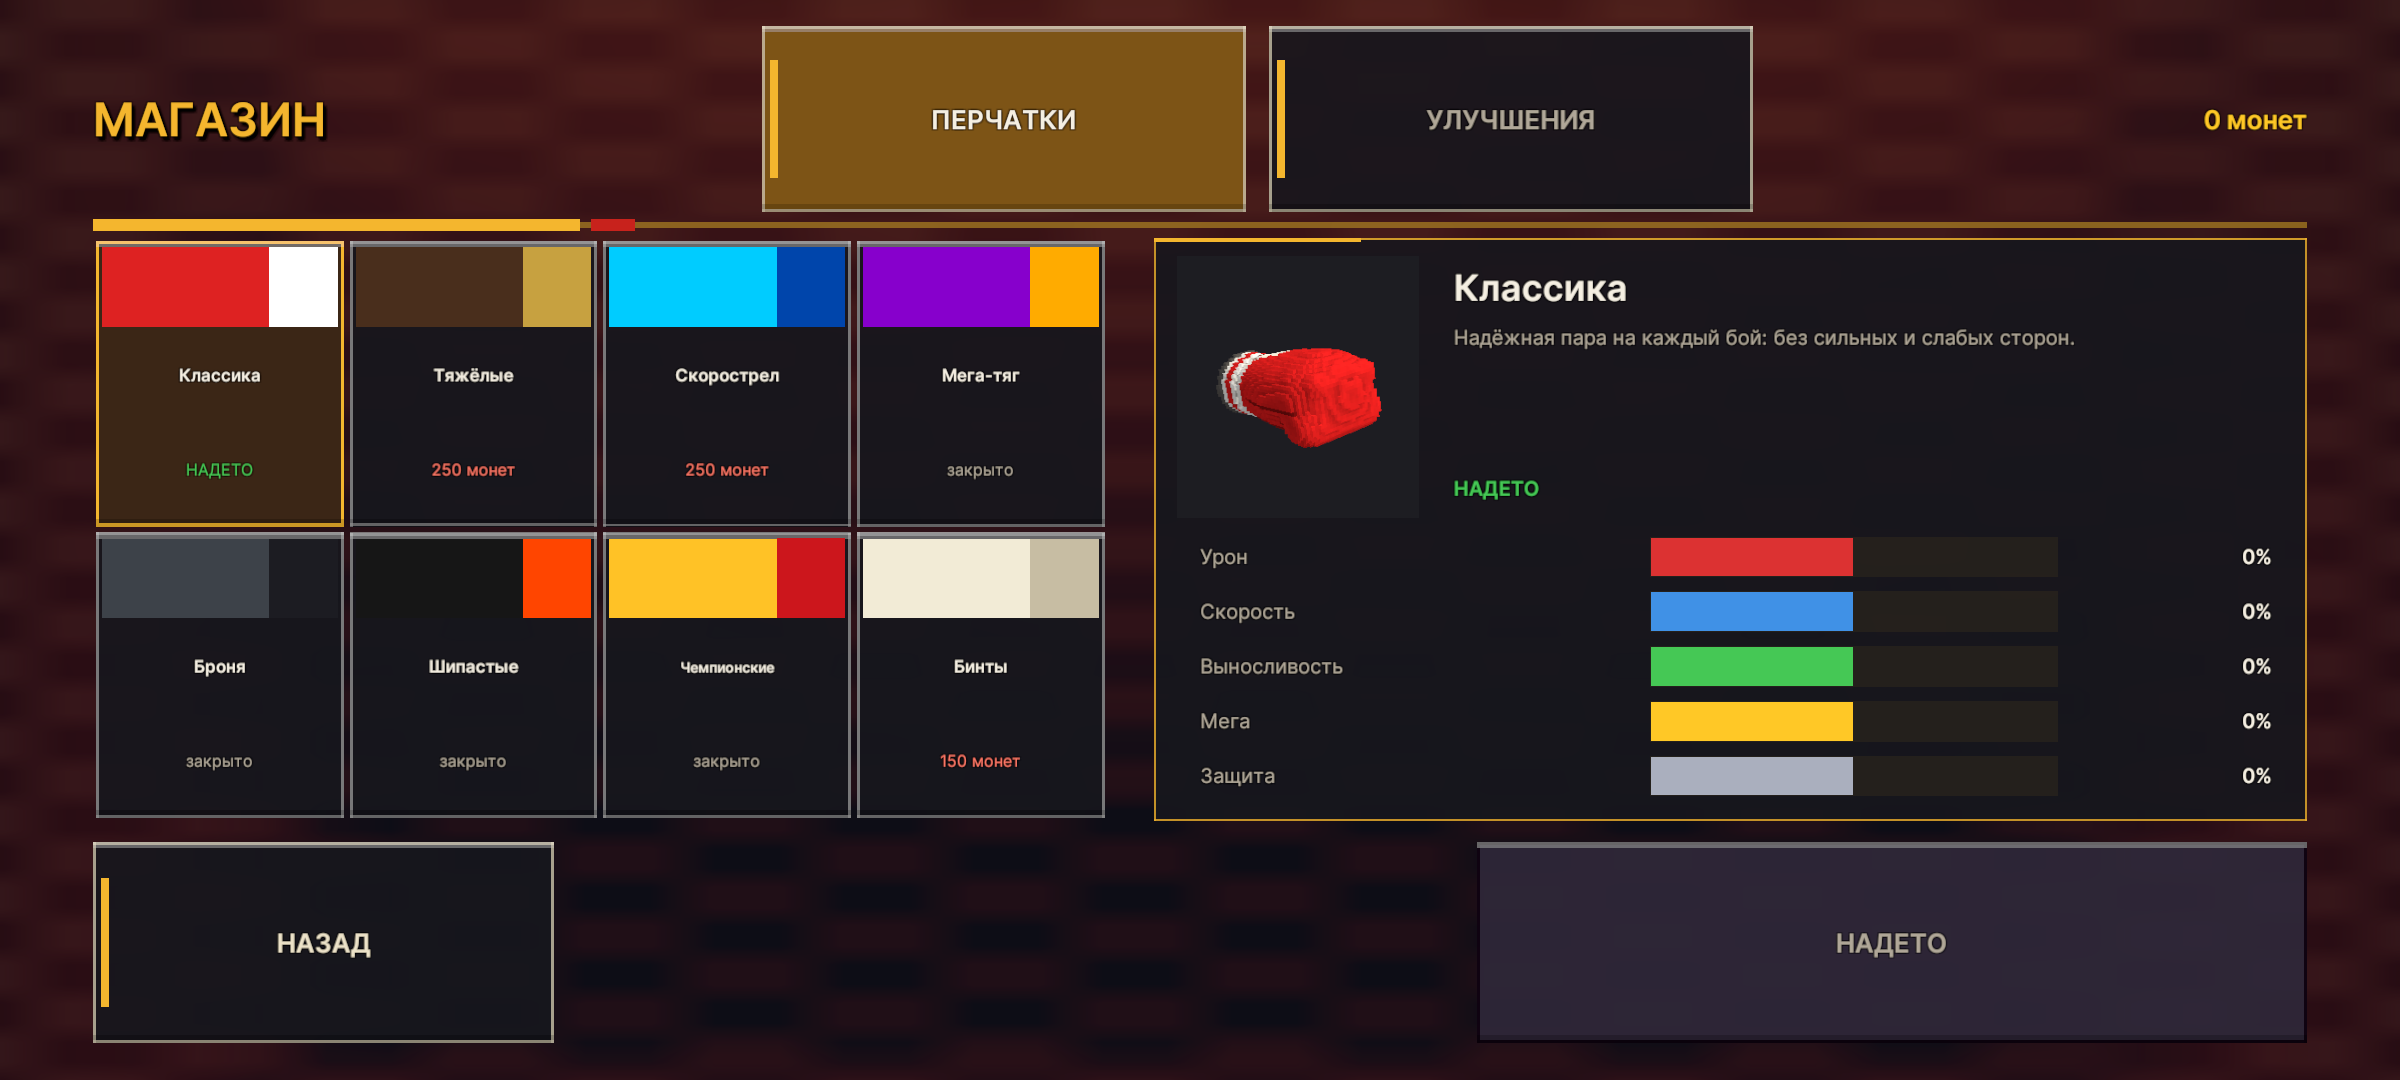 МАГАЗИН
ПЕРЧАТКИ
УЛУЧШЕНИЯ
0 монет
Классика
НАДЕТО
Тяжёлые
250 монет
Скорострел
250 монет
Мега-тяг
закрыто
Броня
закрыто
Шипастые
закрыто
Чемпионские
закрыто
Бинты
150 монет
Классика
Надёжная пара на каждый бой: без сильных и слабых сторон.
НАДЕТО
Урон 0%
Скорость 0%
Выносливость 0%
Мега 0%
Защита 0%
НАЗАД
НАДЕТО